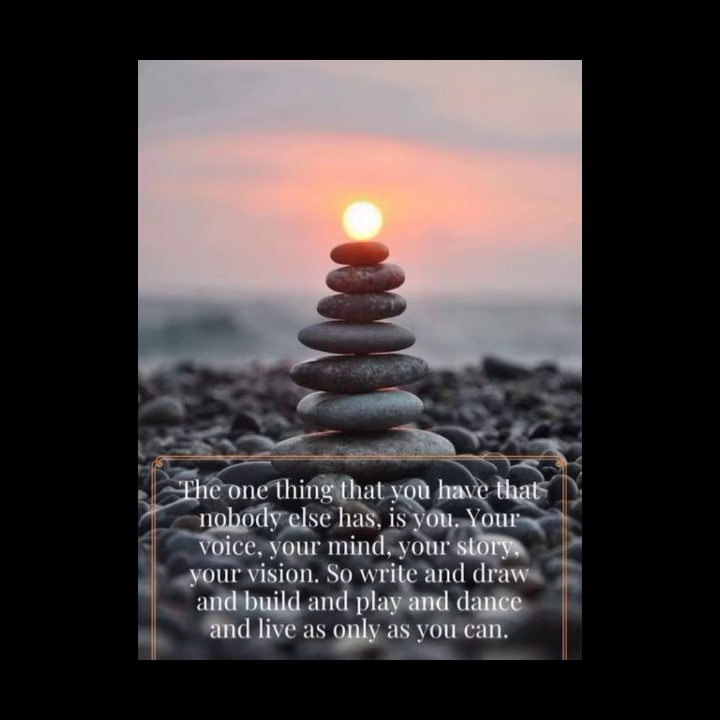 The one thing that you have that
nobody else has, is you. Your
voice, your mind, your story,
your vision. So write and draw
and build and play and dance
and live as only as you can.